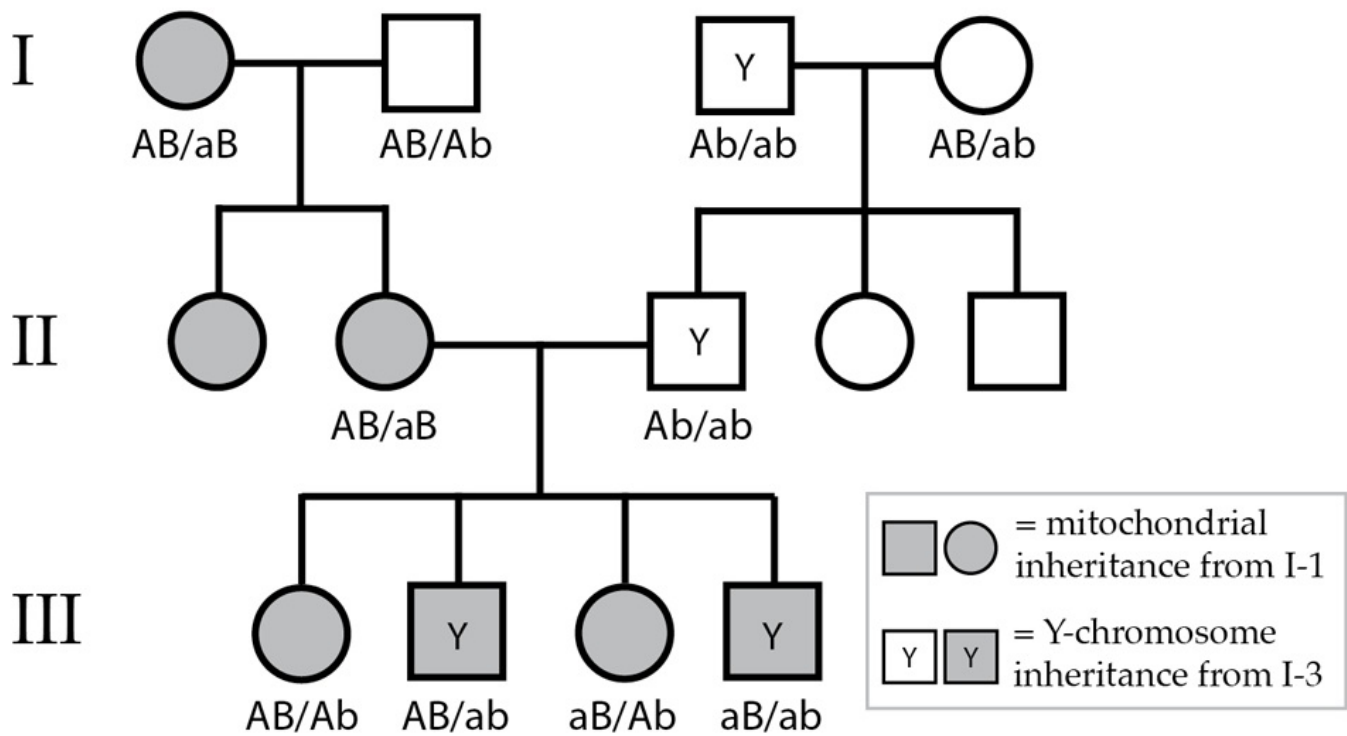 I
Y
AB/aB
AB/Ab
Ab/ab
AB/ab
II
Y
AB/aB
Ab/ab
III
Y
Y
AB/Ab
AB/ab
aB/Ab
aB/ab
= mitochondrial
inheritance from I-1
Y
Y
= Y-chromosome
inheritance from I-3